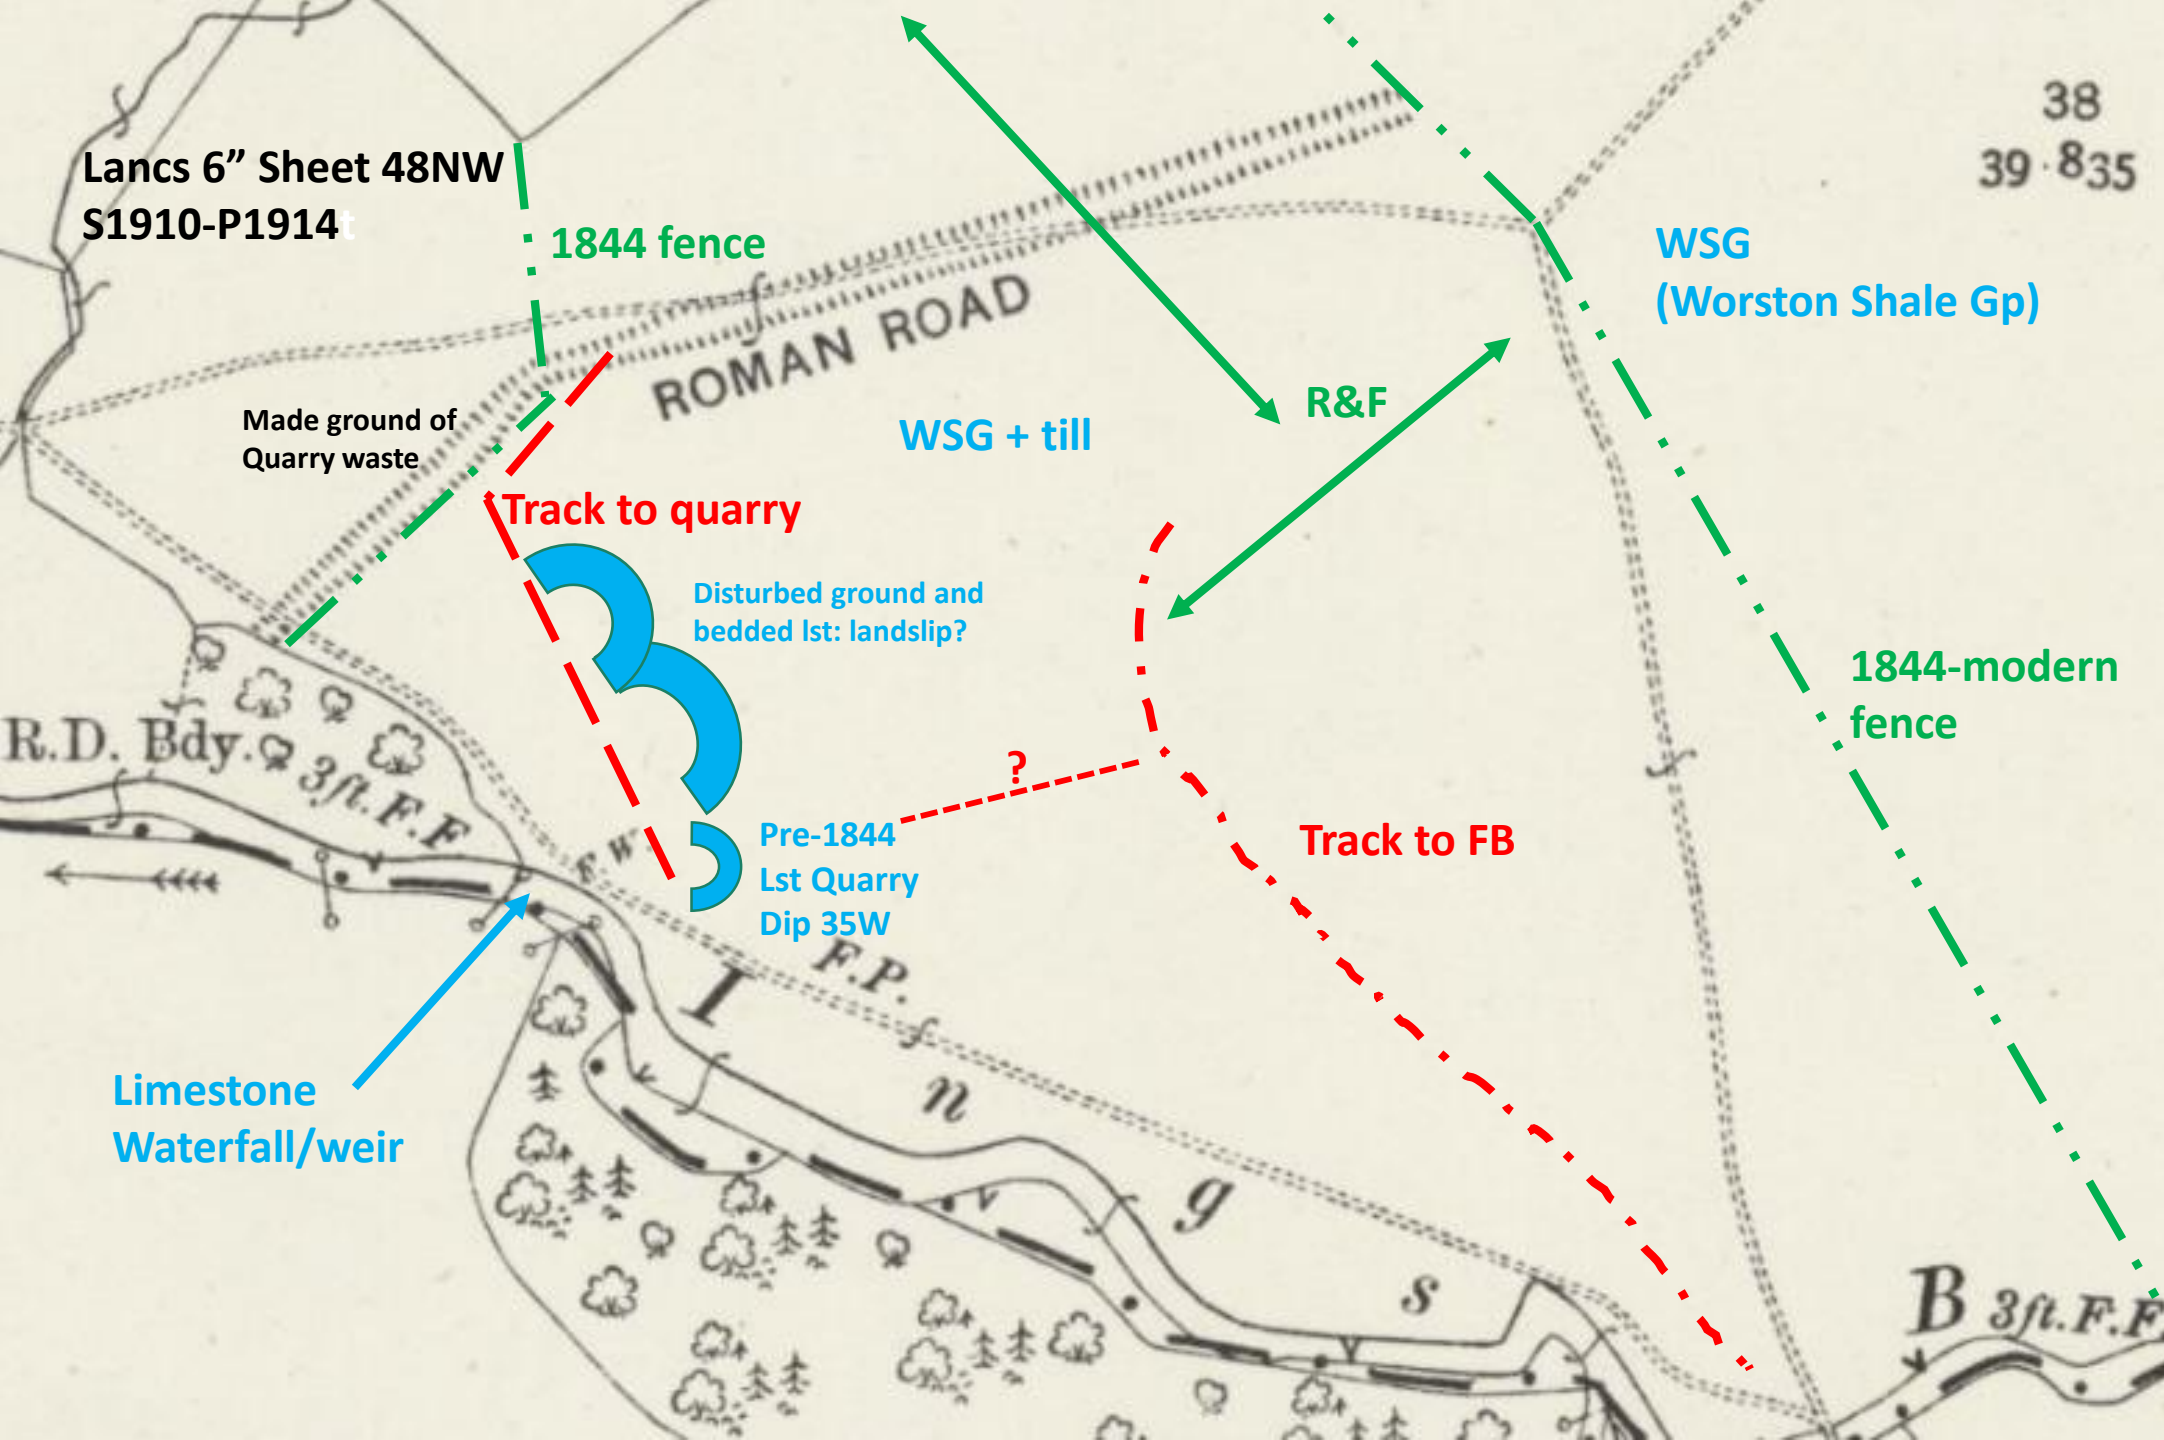 38
39·835
Lancs 6” Sheet 48NW
S1910-P1914t
1844 fence
WSG
(Worston Shale Gp)
ROMAN ROAD
R&F
Made ground of
Quarry waste
WSG + till
Track to quarry
Disturbed ground and
bedded lst: landslip?
1844-modern
fence
R.D. Bdy.
3ft.F.F.
?
Pre-1844
Lst Quarry
Dip 35W
Track to FB
F.W.
F.P.
Ings
Limestone
Waterfall/weir
B
3ft.F.F